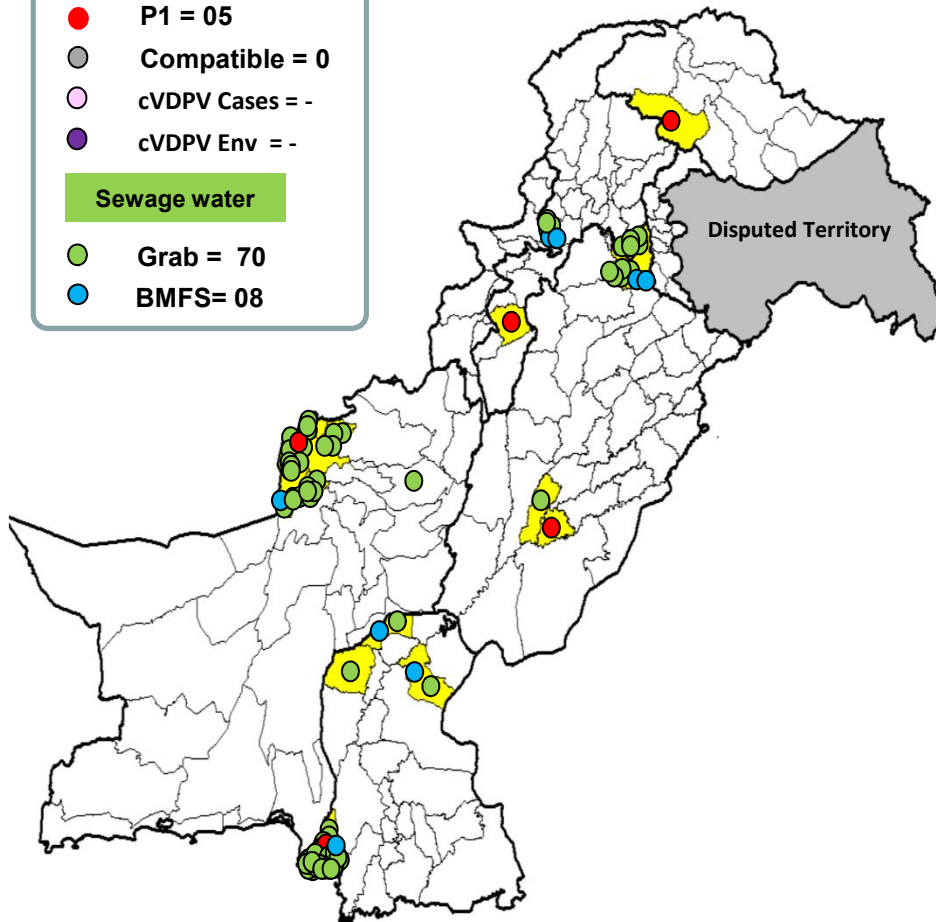 P1 = 05
Compatible = 0
cVDPV Cases = -
cVDPV Env  = -
Sewage water
Grab =  70
BMFS= 08
Disputed Territory